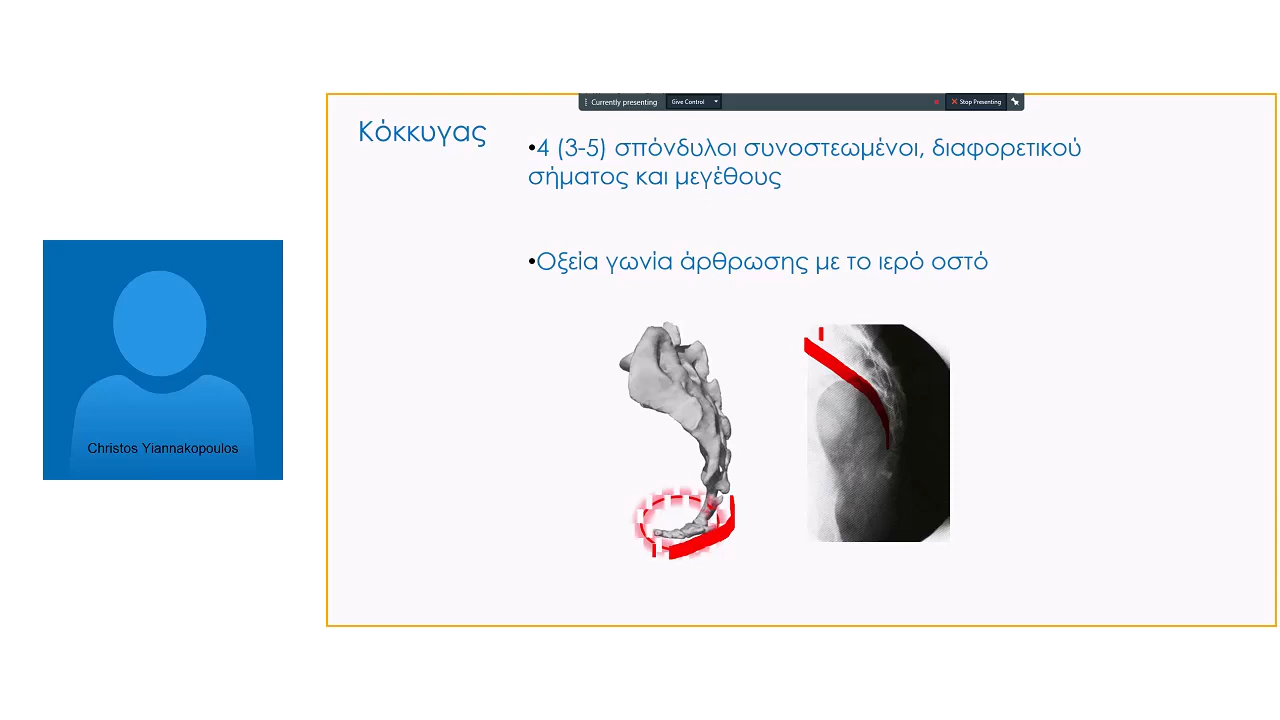 Currently presenting
Give Control
Stop Presenting
Κόκκυγας
•4 (3-5) σπόνδυλοι συνοστεωμένοι, διαφορετικού
σήματος και μεγέθους
•Οξεία γωνία άρθρωσης με το ιερό οστό
Christos Yiannakopoulos